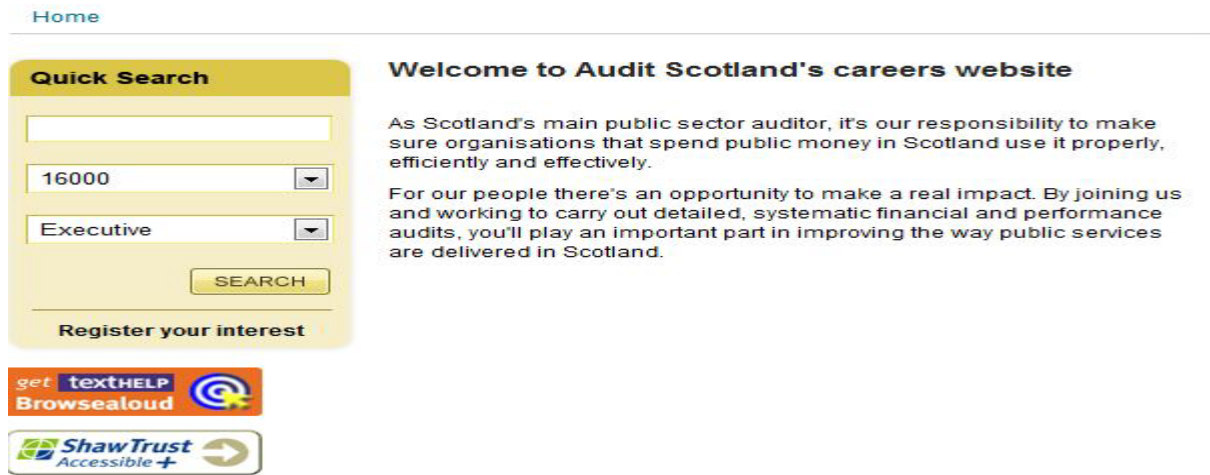 Home
Quick Search
16000
Executive
SEARCH
Register your interest
get textHELP
Browsealoud
ShawTrust
Accessible +
Welcome to Audit Scotland's careers website
As Scotland's main public sector auditor, it's our responsibility to make
sure organisations that spend public money in Scotland use it properly,
efficiently and effectively.
For our people there's an opportunity to make a real impact. By joining us
and working to carry out detailed, systematic financial and performance
audits, you'll play an important part in improving the way public services
are delivered in Scotland.